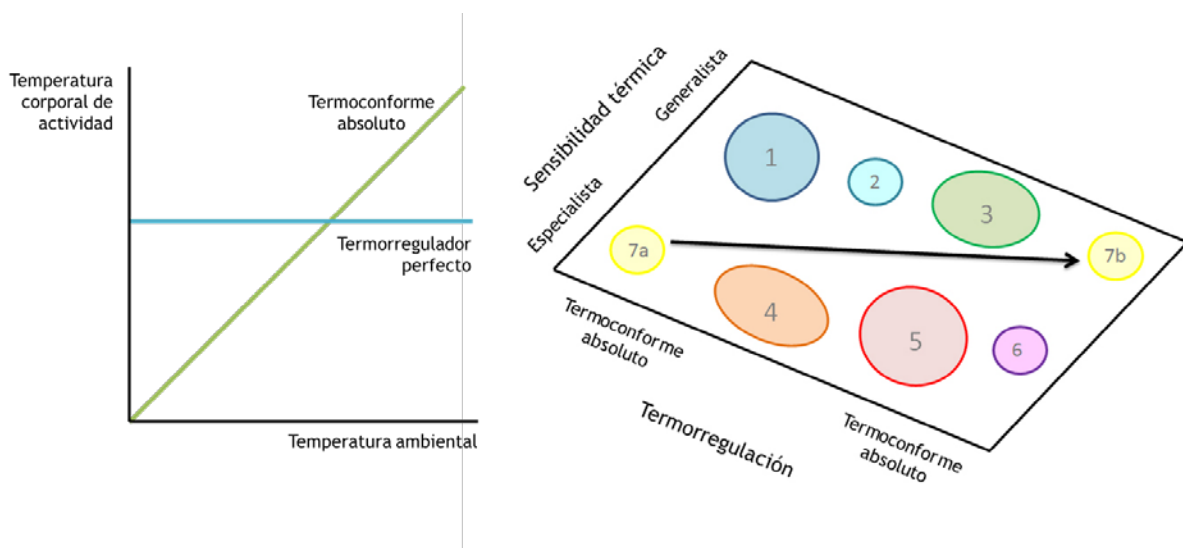 Temperatura
corporal de
actividad
Termoconforme
absoluto
Termorregulador
perfecto
Temperatura ambiental
Sensibilidad térmica
Generalista
Especialista
1
2
3
7a
7b
4
5
6
Termoconforme
absoluto
Termorregulación
Termoconforme
absoluto